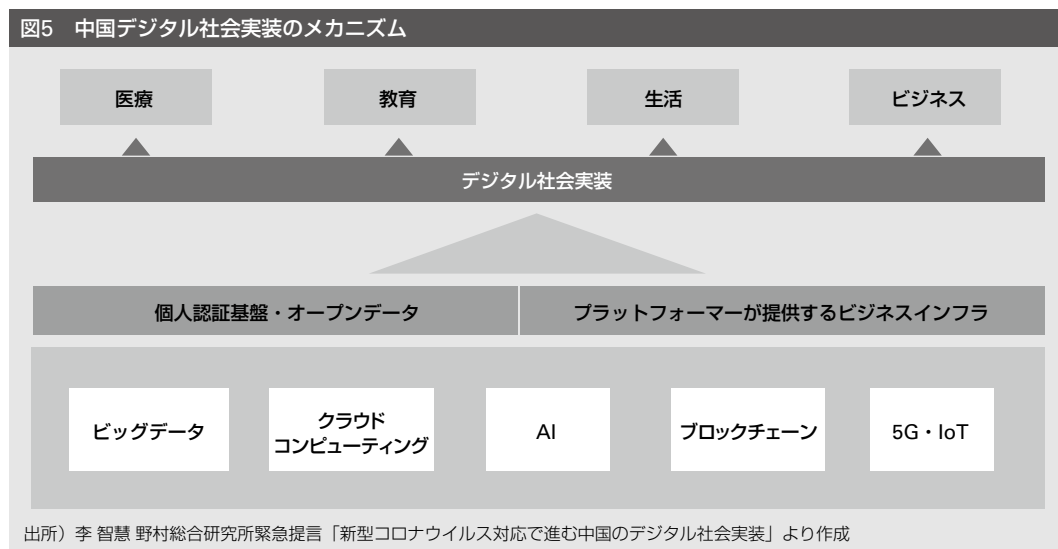 図5 中国デジタル社会実装のメカニズム
医療
教育
生活
ビジネス
デジタル社会実装
個人認証基盤・オープンデータ
プラットフォーマーが提供するビジネスインフラ
ビッグデータ
クラウド
コンピューティング
AI
ブロックチェーン
5G・IoT
出所）李 智慧 野村総合研究所緊急提言「新型コロナウイルス対応で進む中国のデジタル社会実装」より作成